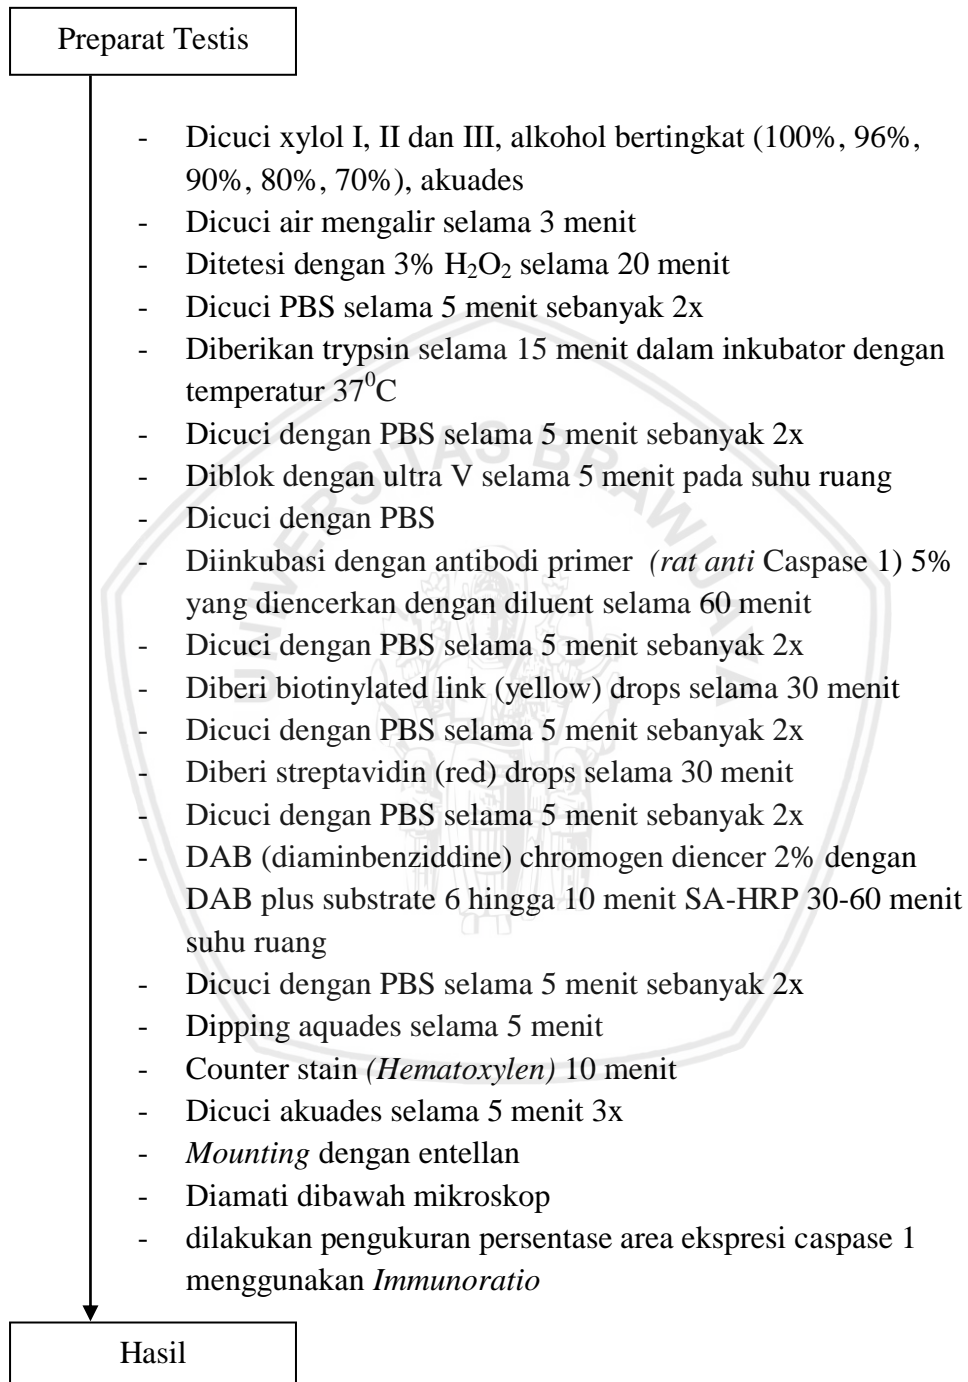 Preparat Testis
- Dicuci xylol I, II dan III, alkohol bertingkat (100%, 96%,
90%, 80%, 70%), akuades
- Dicuci air mengalir selama 3 menit
- Ditetesi dengan 3% H₂O₂ selama 20 menit
- Dicuci PBS selama 5 menit sebanyak 2x
- Diberikan trypsin selama 15 menit dalam inkubator dengan
temperatur 37⁰C
- Dicuci dengan PBS selama 5 menit sebanyak 2x
- Diblok dengan ultra V selama 5 menit pada suhu ruang
- Dicuci dengan PBS
- Diinkubasi dengan antibodi primer (rat anti Caspase 1) 5%
yang diencerkan dengan diluent selama 60 menit
- Dicuci dengan PBS selama 5 menit sebanyak 2x
- Diberi biotinylated link (yellow) drops selama 30 menit
- Dicuci dengan PBS selama 5 menit sebanyak 2x
- Diberi streptavidin (red) drops selama 30 menit
- Dicuci dengan PBS selama 5 menit sebanyak 2x
- DAB (diaminbenziddine) chromogen diencer 2% dengan
DAB plus substrate 6 hingga 10 menit SA-HRP 30-60 menit
suhu ruang
- Dicuci dengan PBS selama 5 menit sebanyak 2x
- Dipping aquades selama 5 menit
- Counter stain (Hematoxylen) 10 menit
- Dicuci akuades selama 5 menit 3x
- Mounting dengan entellan
- Diamati dibawah mikroskop
- dilakukan pengukuran persentase area ekspresi caspase 1
menggunakan Immunoratio
Hasil
UNIVERSITAS BRAWIJAYA